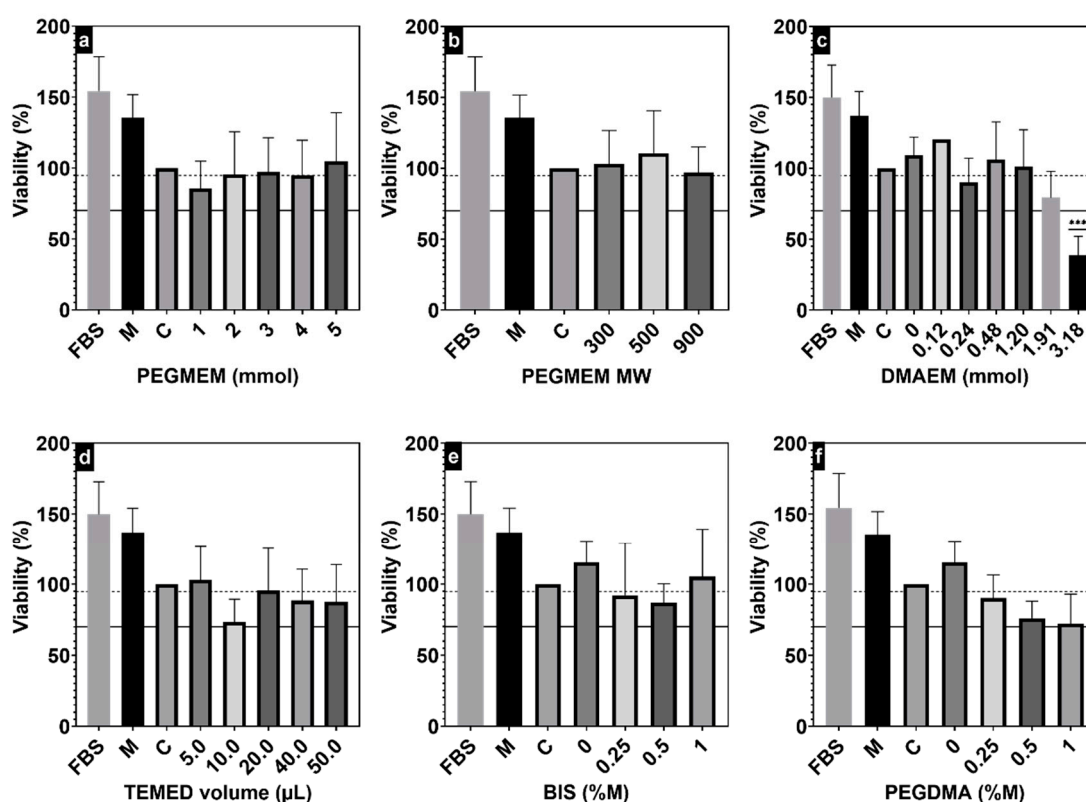 a
200
150
100
50
0
Viability (%)
FBS M C 1 2 3 4 5
PEGMEM (mmol)
b
200
150
100
50
0
Viability (%)
FBS M C 300 500 900
PEGMEM MW
c
200
150
100
50
0
Viability (%)
***
FBS M C 0 0.12 0.24 0.48 1.20 1.91 3.18
DMAEM (mmol)
d
200
150
100
50
0
Viability (%)
FBS M C 5.0 10.0 20.0 40.0 50.0
TEMED volume (µL)
e
200
150
100
50
0
Viability (%)
FBS M C 0 0.25 0.5 1
BIS (%M)
f
200
150
100
50
0
Viability (%)
FBS M C 0 0.25 0.5 1
PEGDMA (%M)